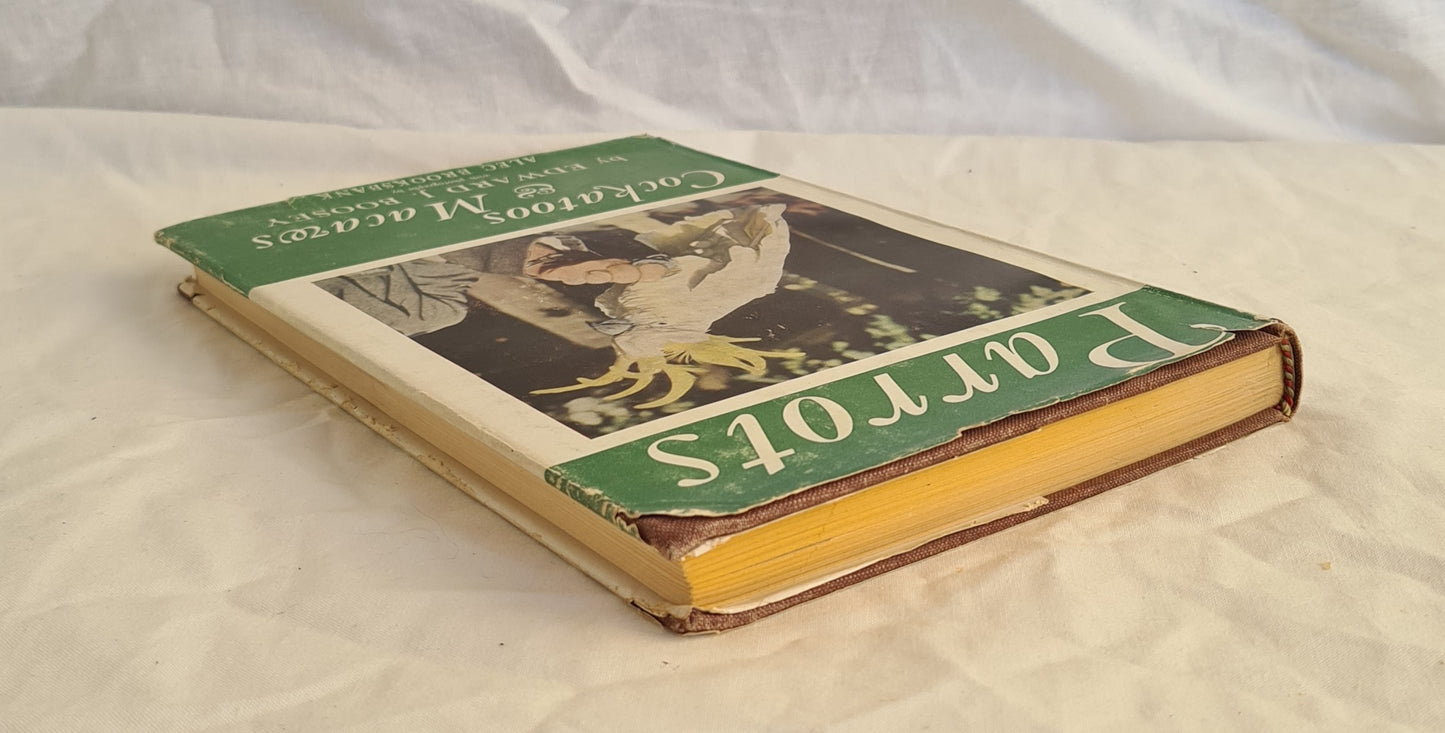 Parrots
Cockatoos
& Macaws
by EDWARD J. BOOSEY
ALEC BROOKSBANK